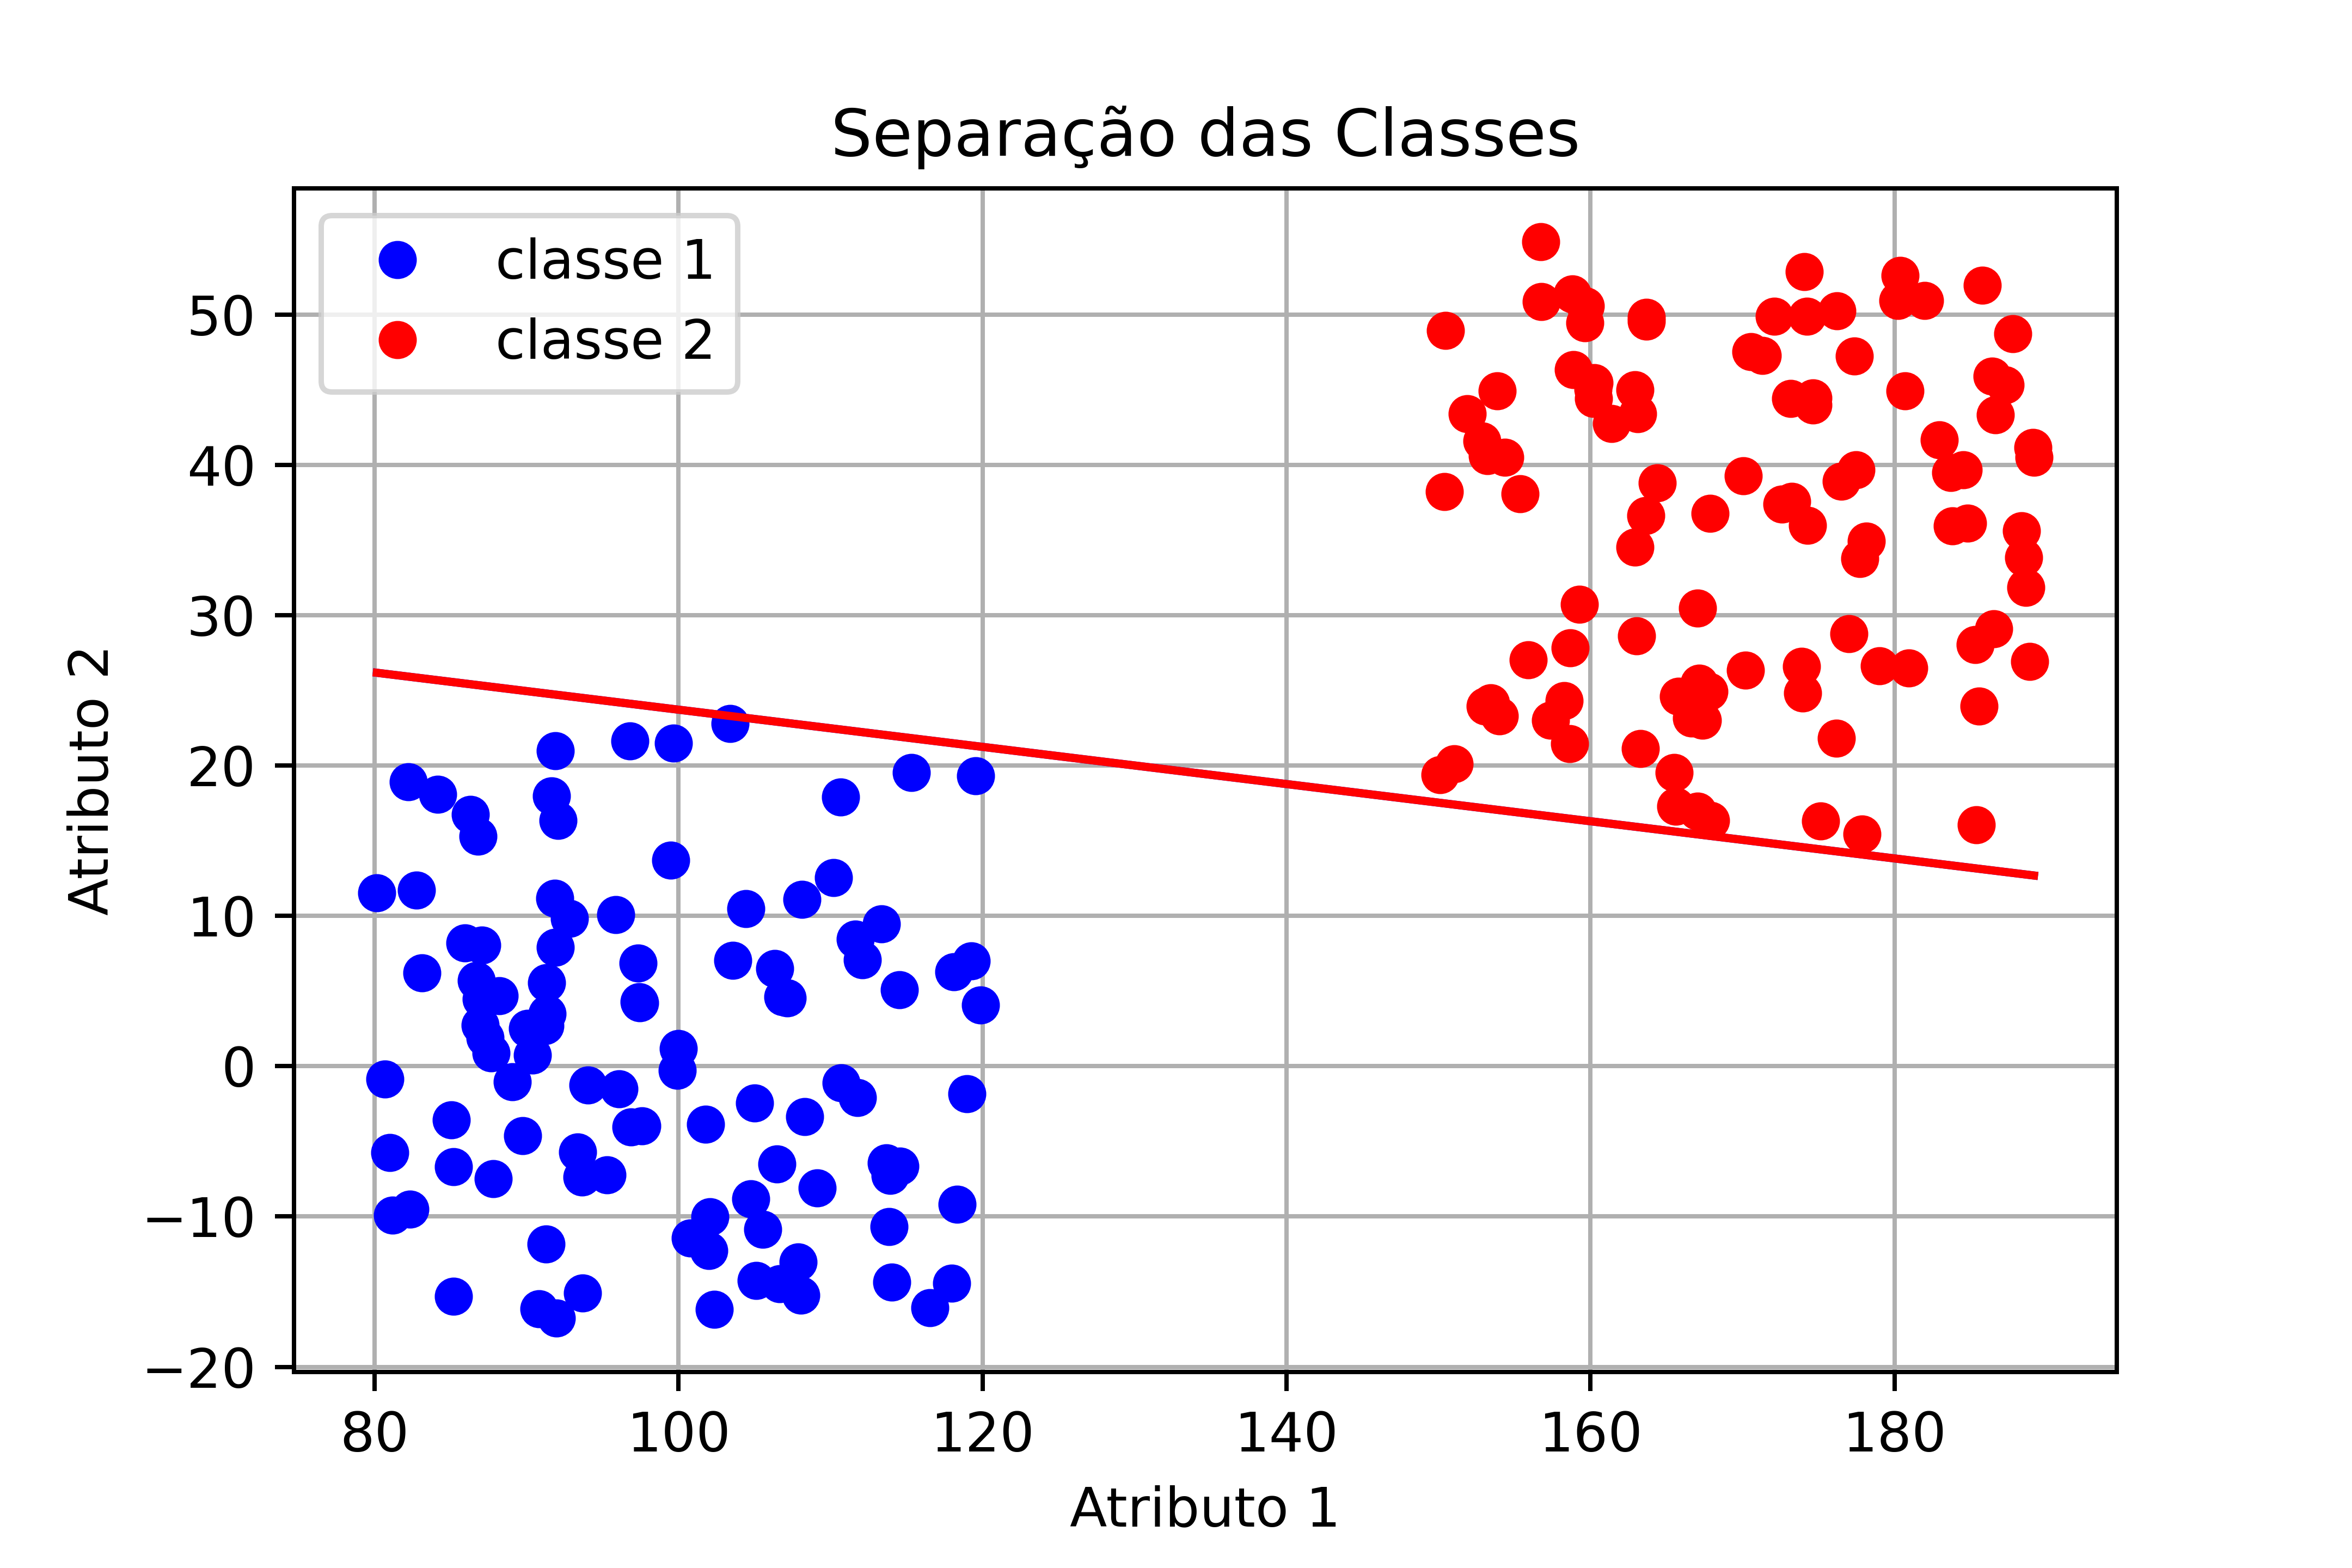 Separação das Classes
classe 1
classe 2
50
40
30
20
10
0
−10
−20
Atributo 2
80 100 120 140 160 180
Atributo 1